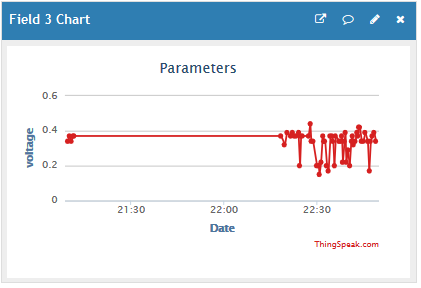 Field 3 Chart
Parameters
0.6
0.4
0.2
0
voltage
21:30 22:00 22:30
Date
ThingSpeak.com